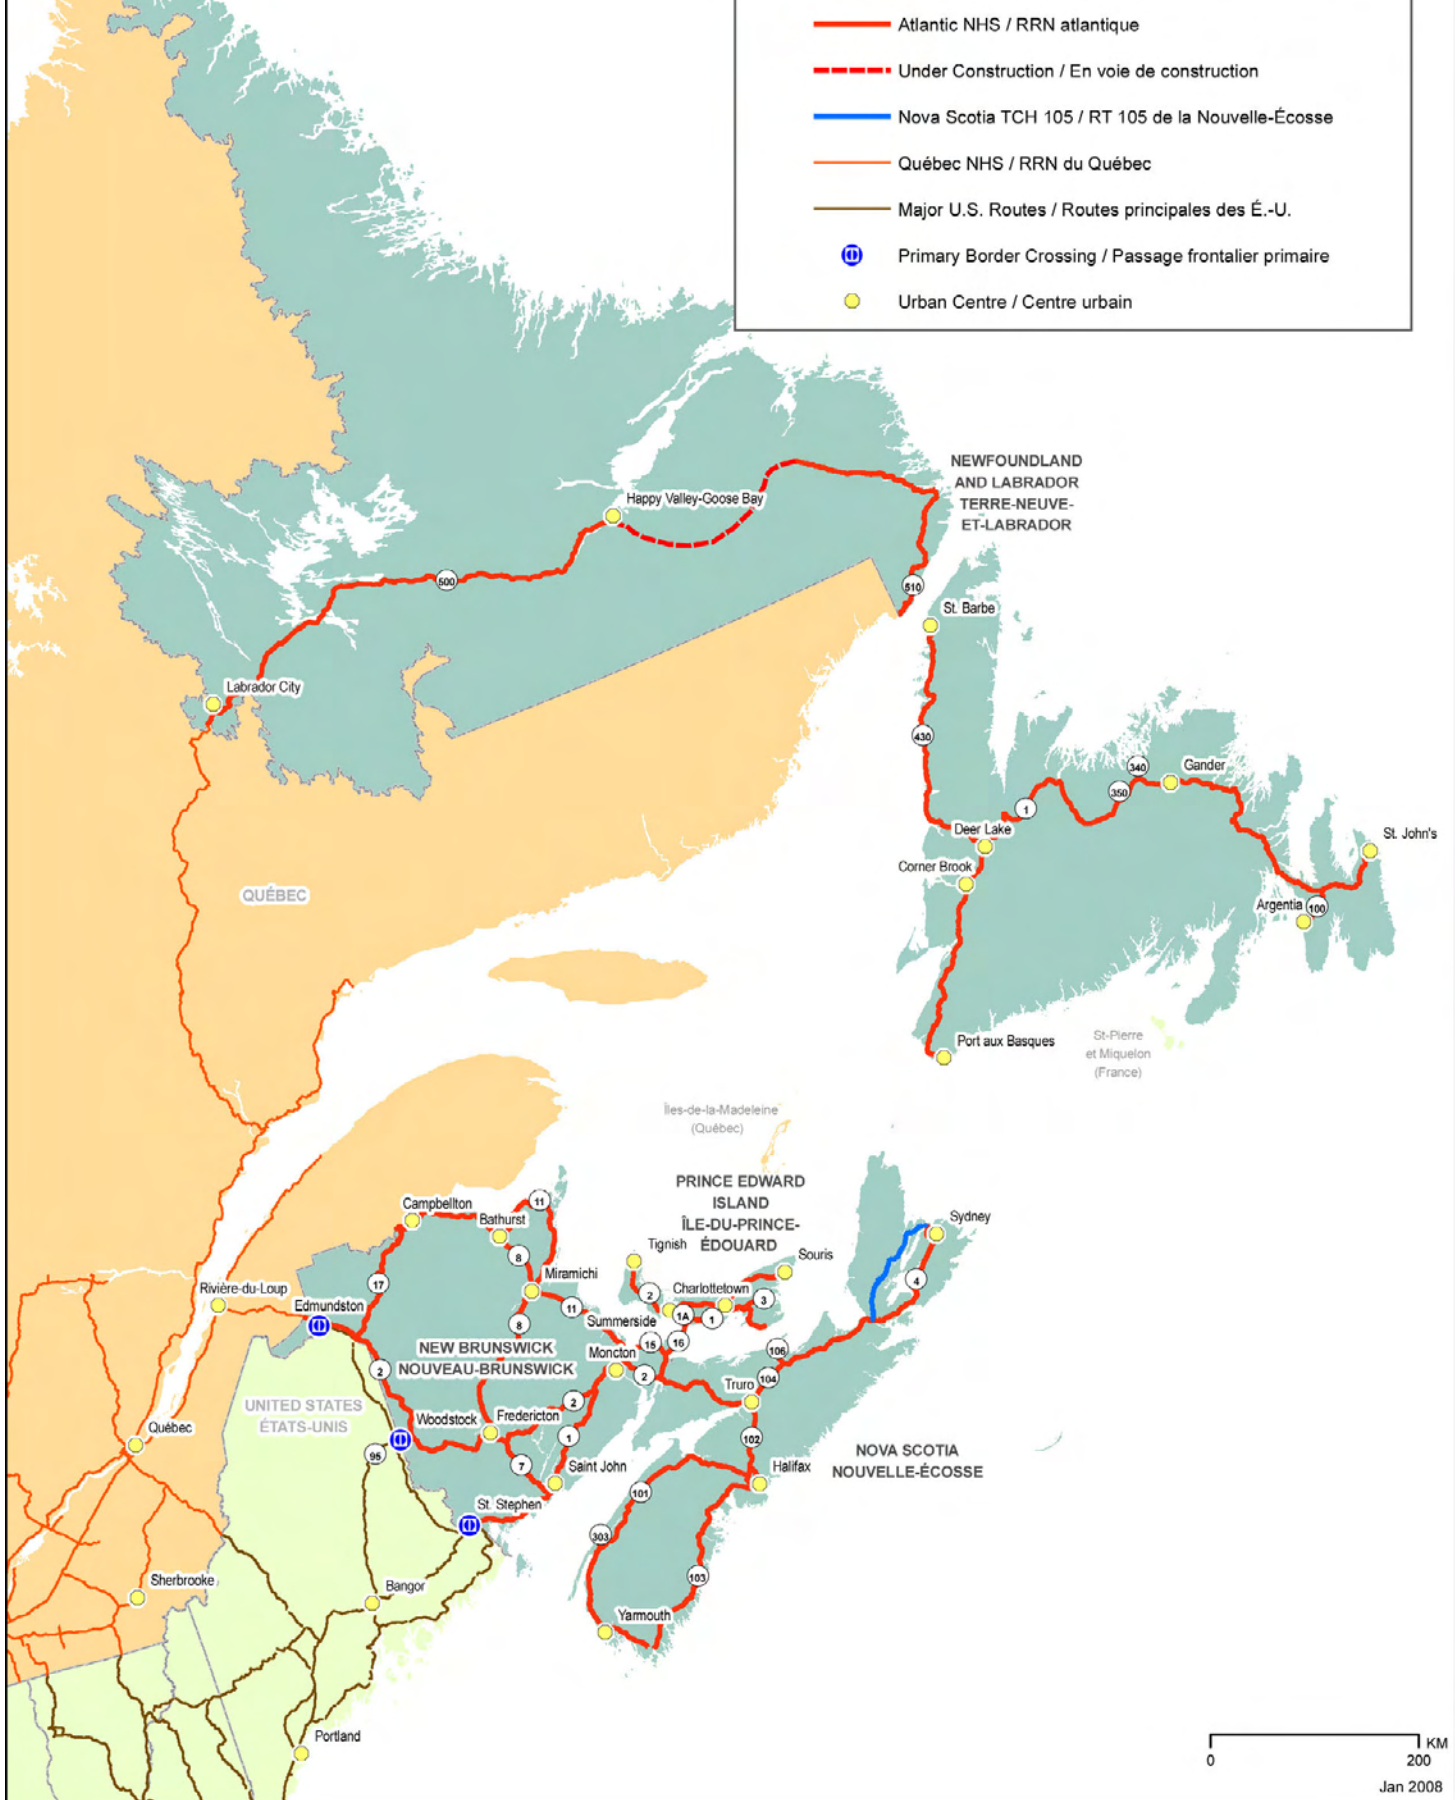 Atlantic NHS / RRN atlantique
Under Construction / En voie de construction
Nova Scotia TCH 105 / RT 105 de la Nouvelle-Écosse
Québec NHS / RRN du Québec
Major U.S. Routes / Routes principales des É.-U.
Primary Border Crossing / Passage frontalier primaire
Urban Centre / Centre urbain
NEWFOUNDLAND
AND LABRADOR
TERRE-NEUVE-
ET-LABRADOR
Happy Valley-Goose Bay
500
510
St. Barbe
Labrador City
430
340
Gander
350
1
Deer Lake
St. John's
Corner Brook
QUÉBEC
Argentia
100
Port aux Basques
St-Pierre
et Miquelon
(France)
Îles-de-la-Madeleine
(Québec)
PRINCE EDWARD
ISLAND
ÎLE-DU-PRINCE-
ÉDOUARD
Campbellton
11
Bathurst
Sydney
8
Tignish
Souris
17
Miramichi
4
Rivière-du-Loup
2
Charlottetown
3
Edmundston
11
Summerside
1A
1
8
NEW BRUNSWICK
NOUVEAU-BRUNSWICK
15
16
Moncton
106
2
2
104
Truro
UNITED STATES
ÉTATS-UNIS
2
Woodstock
Fredericton
Québec
1
102
95
7
NOVA SCOTIA
NOUVELLE-ÉCOSSE
Saint John
Halifax
101
St. Stephen
303
103
Sherbrooke
Bangor
Yarmouth
Portland
KM
0
200
Jan 2008